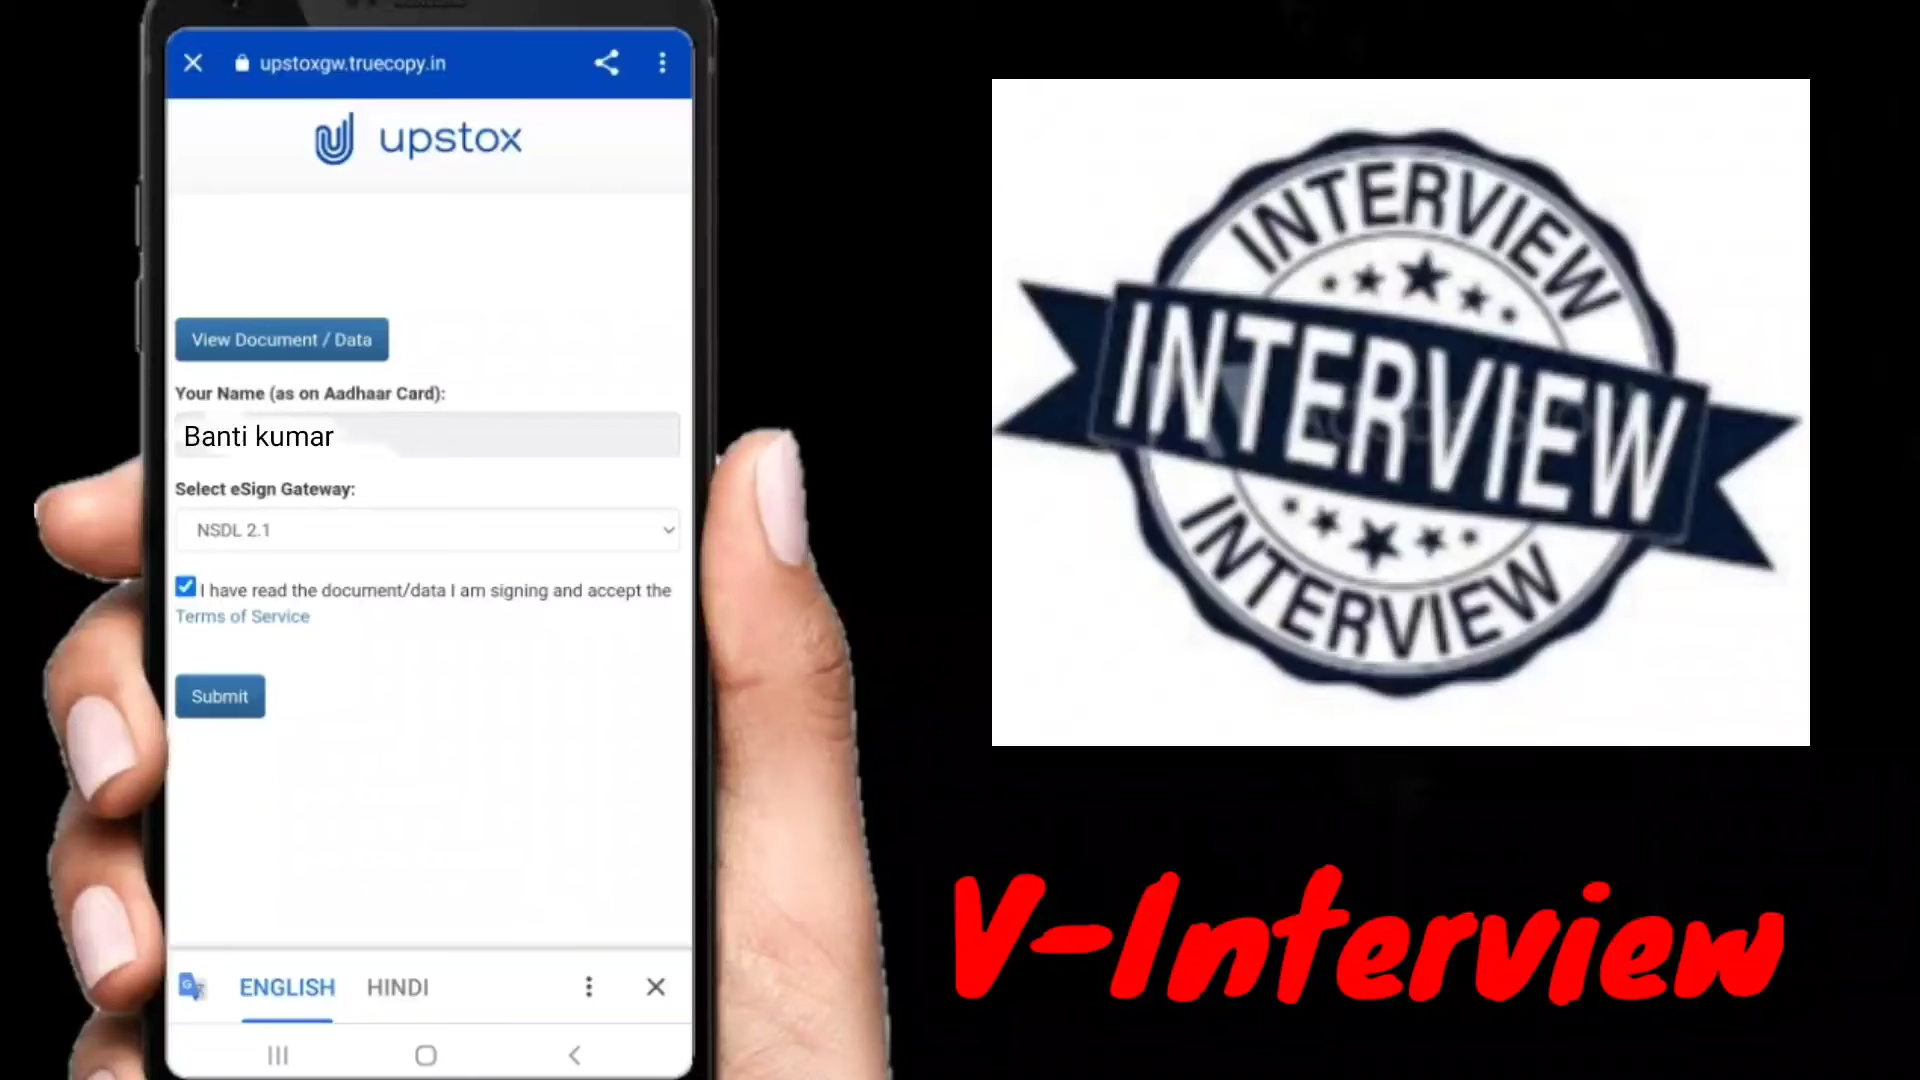 upstoxgw.truecopy.in
upstox
View Document / Data
Your Name (as on Aadhaar Card):
Banti kumar
Select eSign Gateway:
NSDL 2.1
I have read the document/data I am signing and accept the
Terms of Service
Submit
ENGLISH HINDI
INTERVIEW
INTERVIEW
INTERVIEW
V-Interview